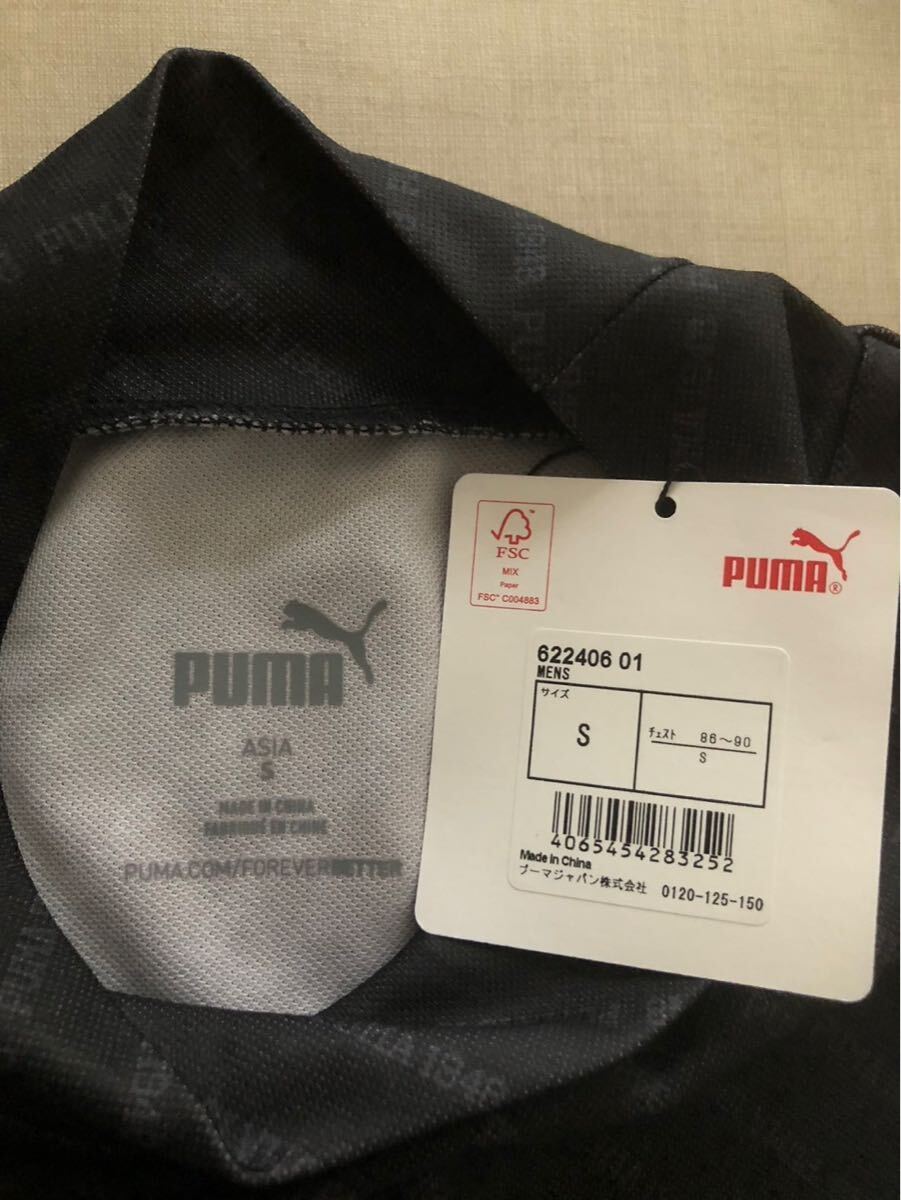 PUMA
ASIA
S
MADE IN CHINA
FABRIQUÉ EN CHINE
PUMA.COM/FOREVERBETTER
FSC
MIX
Paper
FSC™ C004883
PUMA®
622406 01
MENS
サイズ
S
チェスト 86～90
S
4065454283252
Made in China
プーマジャパン株式会社 0120-125-150